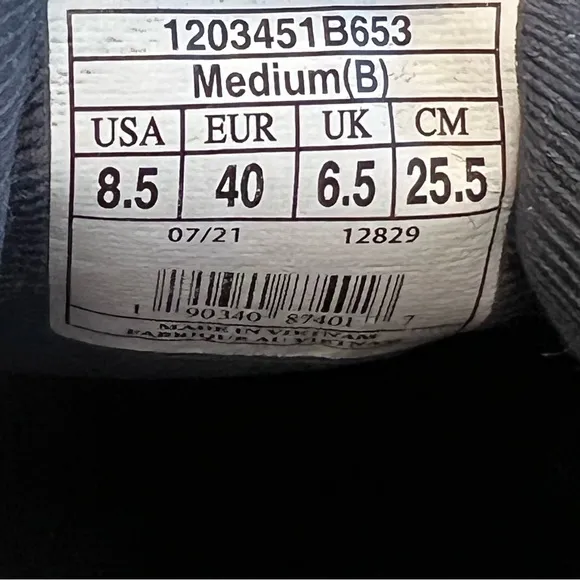 1203451B653
Medium(B)
USA EUR UK CM
8.5 40 6.5 25.5
07/21 12829
1 90340 87401 7
MADE IN VIETNAM
FABRIQUE AU VIETNAM